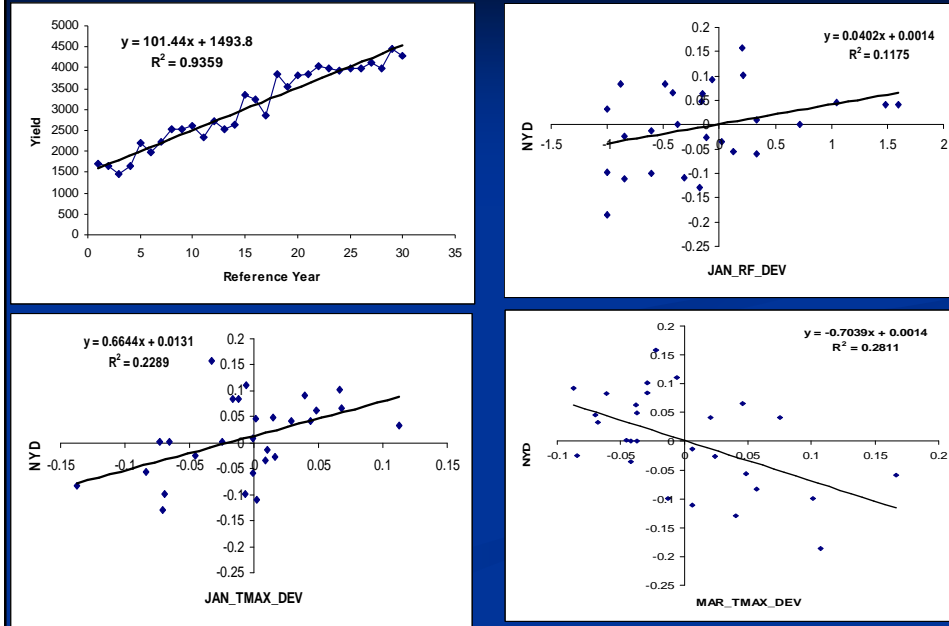 y = 101.44x + 1493.8
R² = 0.9359
5000
4500
4000
3500
3000
2500
2000
1500
1000
500
0
Yield
0 5 10 15 20 25 30 35
Reference Year
y = 0.0402x + 0.0014
R² = 0.1175
0.2
0.15
0.1
0.05
0
-0.05
-0.1
-0.15
-0.2
-0.25
NYD
-1.5 -1 -0.5 0 0.5 1 1.5 2
JAN_RF_DEV
y = 0.6644x + 0.0131
R² = 0.2289
0.2
0.15
0.1
0.05
0
-0.05
-0.1
-0.15
-0.2
-0.25
NYD
-0.15 -0.1 -0.05 0 0.05 0.1 0.15
JAN_TMAX_DEV
y = -0.7039x + 0.0014
R² = 0.2811
0.2
0.15
0.1
0.05
0
-0.05
-0.1
-0.15
-0.2
-0.25
NYD
-0.1 -0.05 0 0.05 0.1 0.15 0.2
MAR_TMAX_DEV